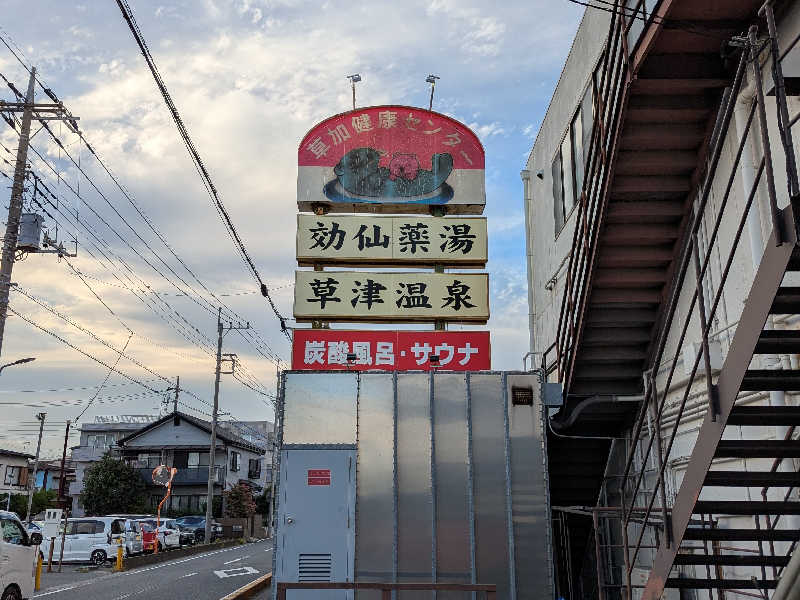 草加健康センター
効仙薬湯
草津温泉
炭酸風呂・サウナ